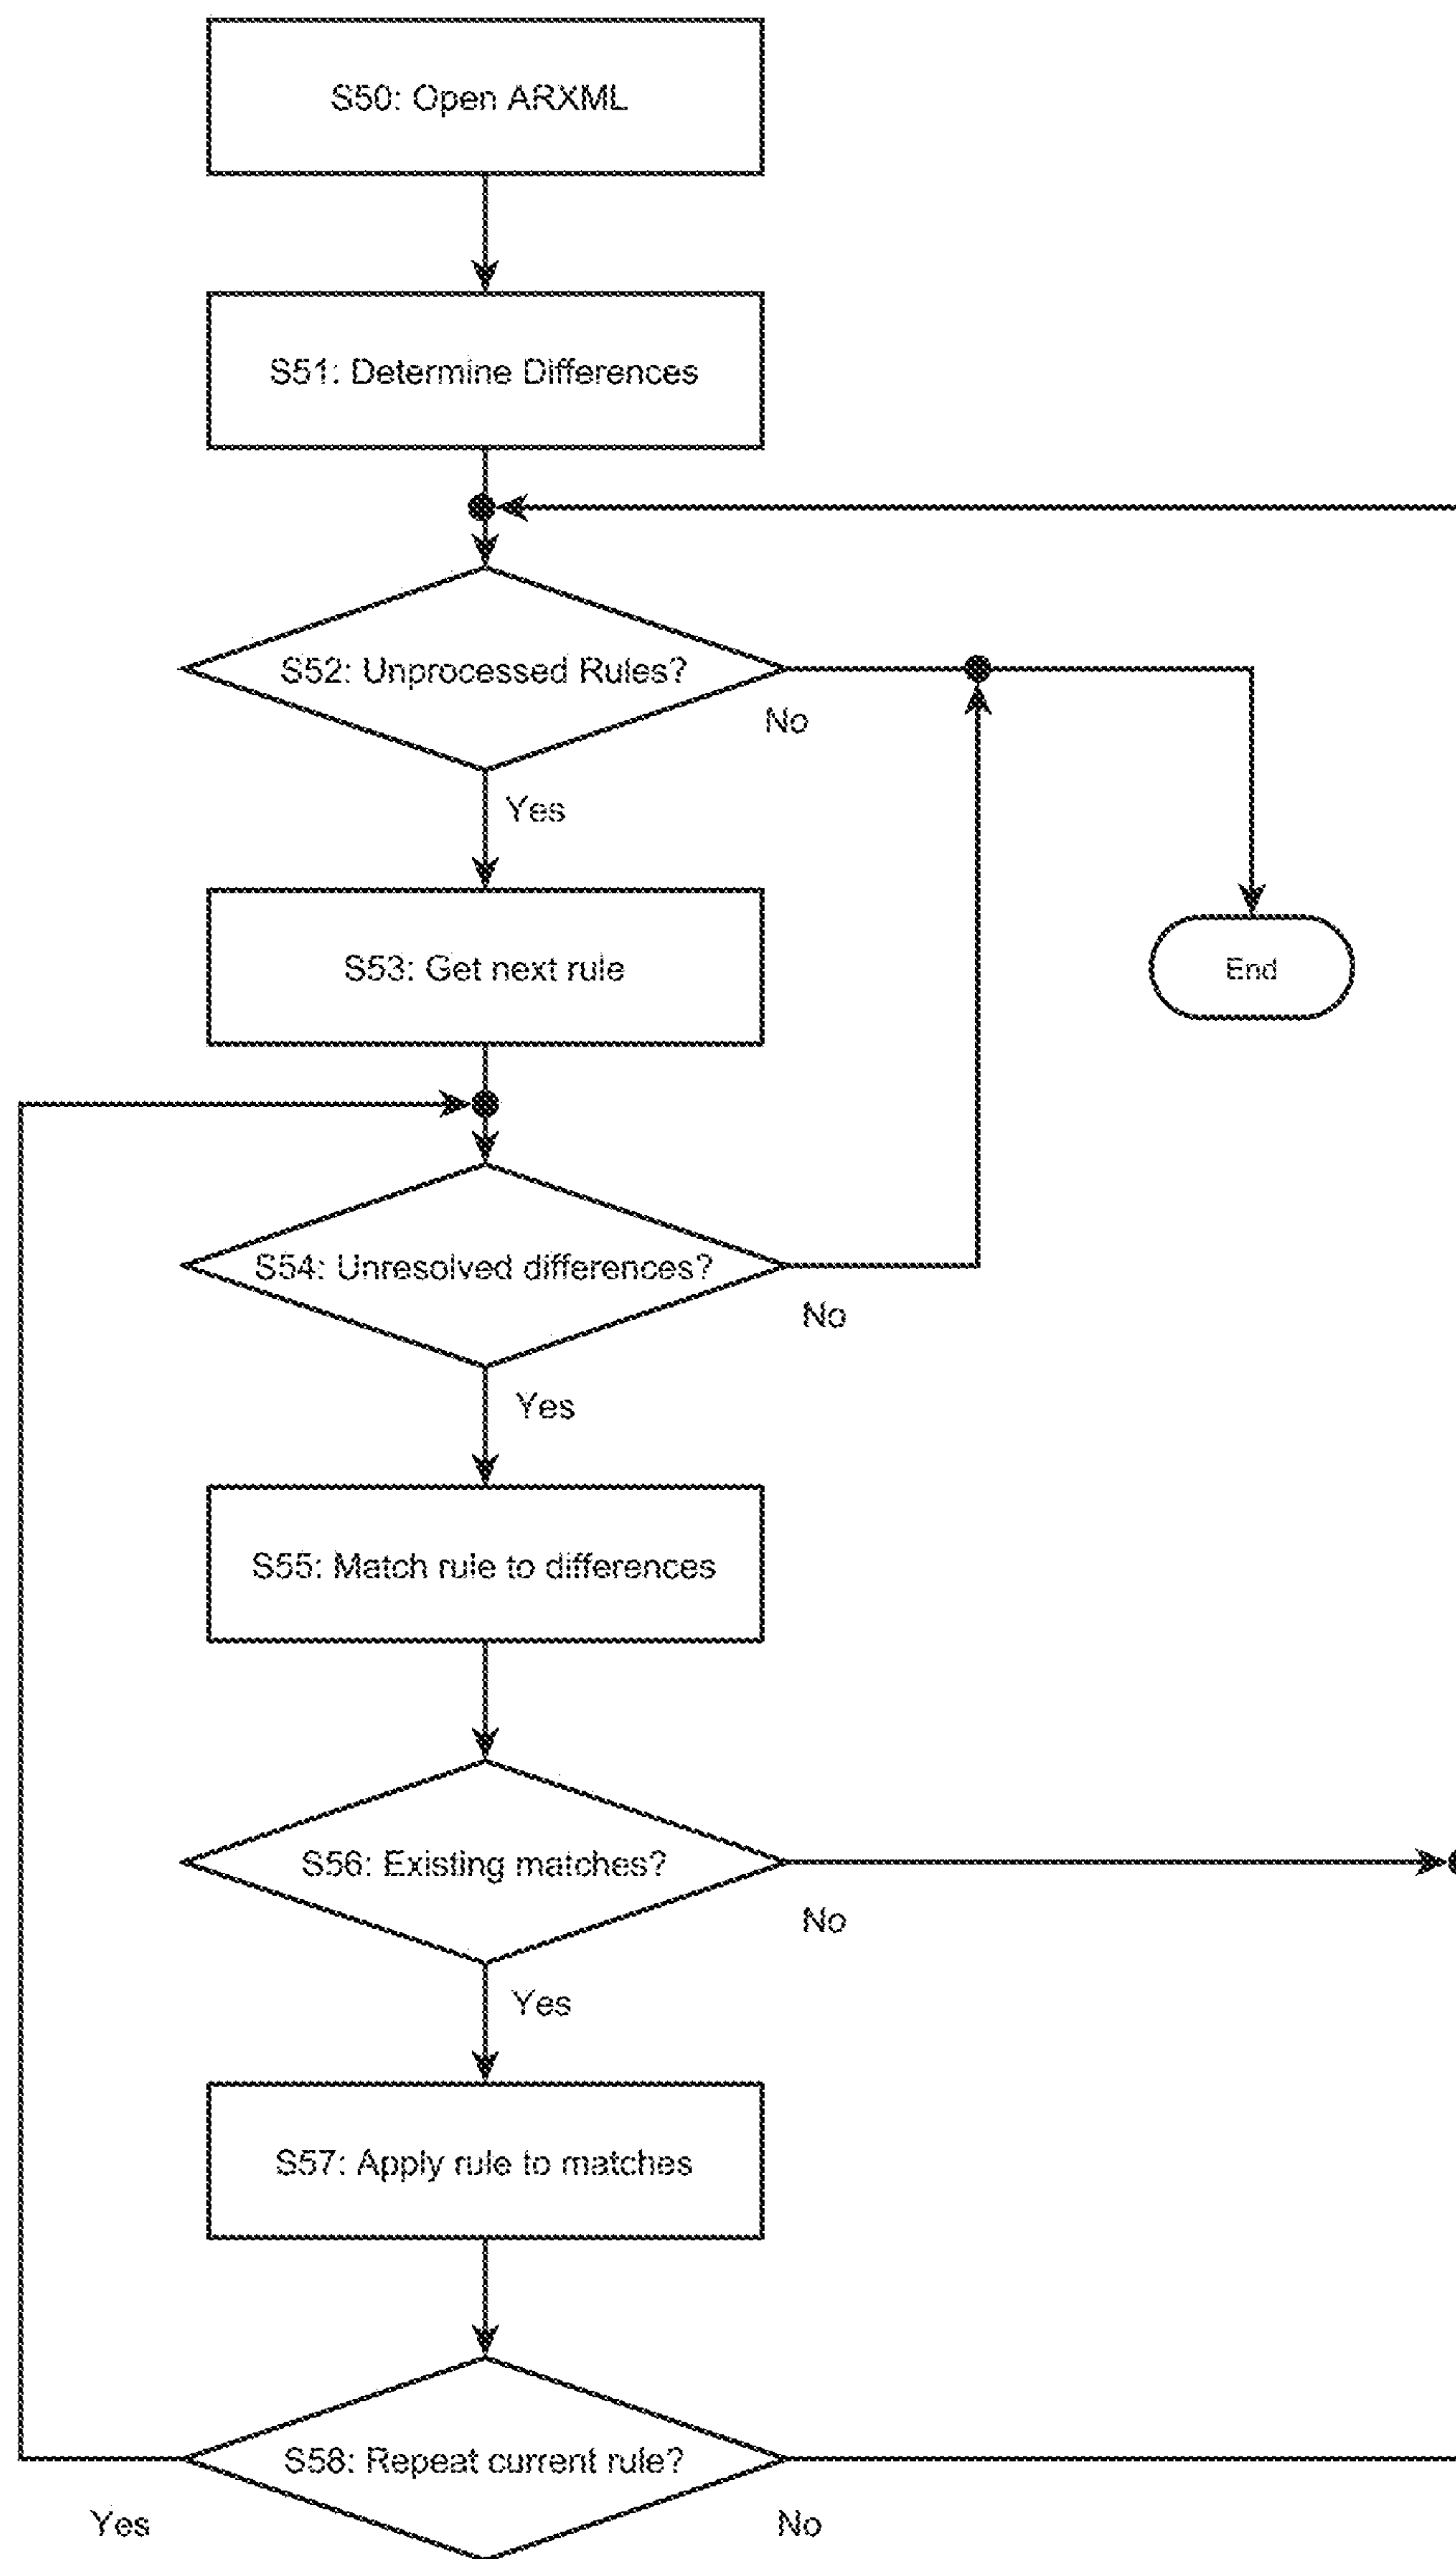 S50: Open ARXML
S51: Determine Differences
S52: Unprocessed Rules?
No
Yes
S53: Get next rule
End
S54: Unresolved differences?
No
Yes
S55: Match rule to differences
S56: Existing matches?
No
Yes
S57: Apply rule to matches
S58: Repeat current rule?
Yes
No